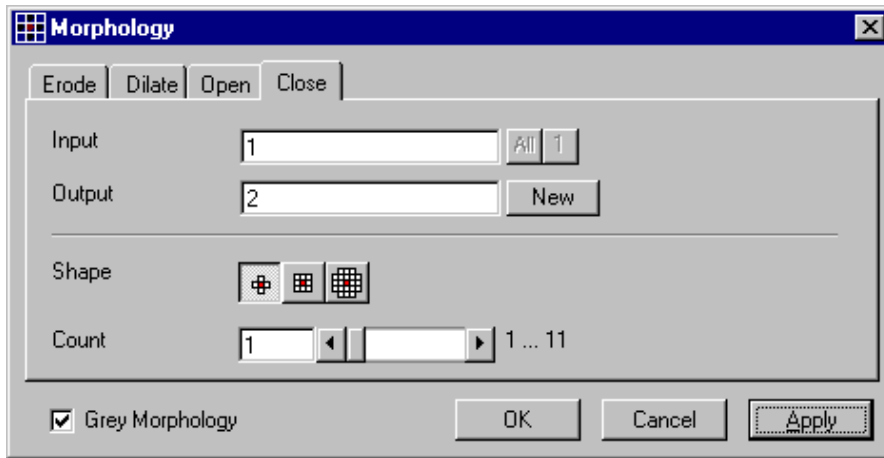 Morphology
Erode Dilate Open Close
Input 1 All 1
Output 2 New
Shape
Count 1 1 ... 11
Grey Morphology OK Cancel Apply